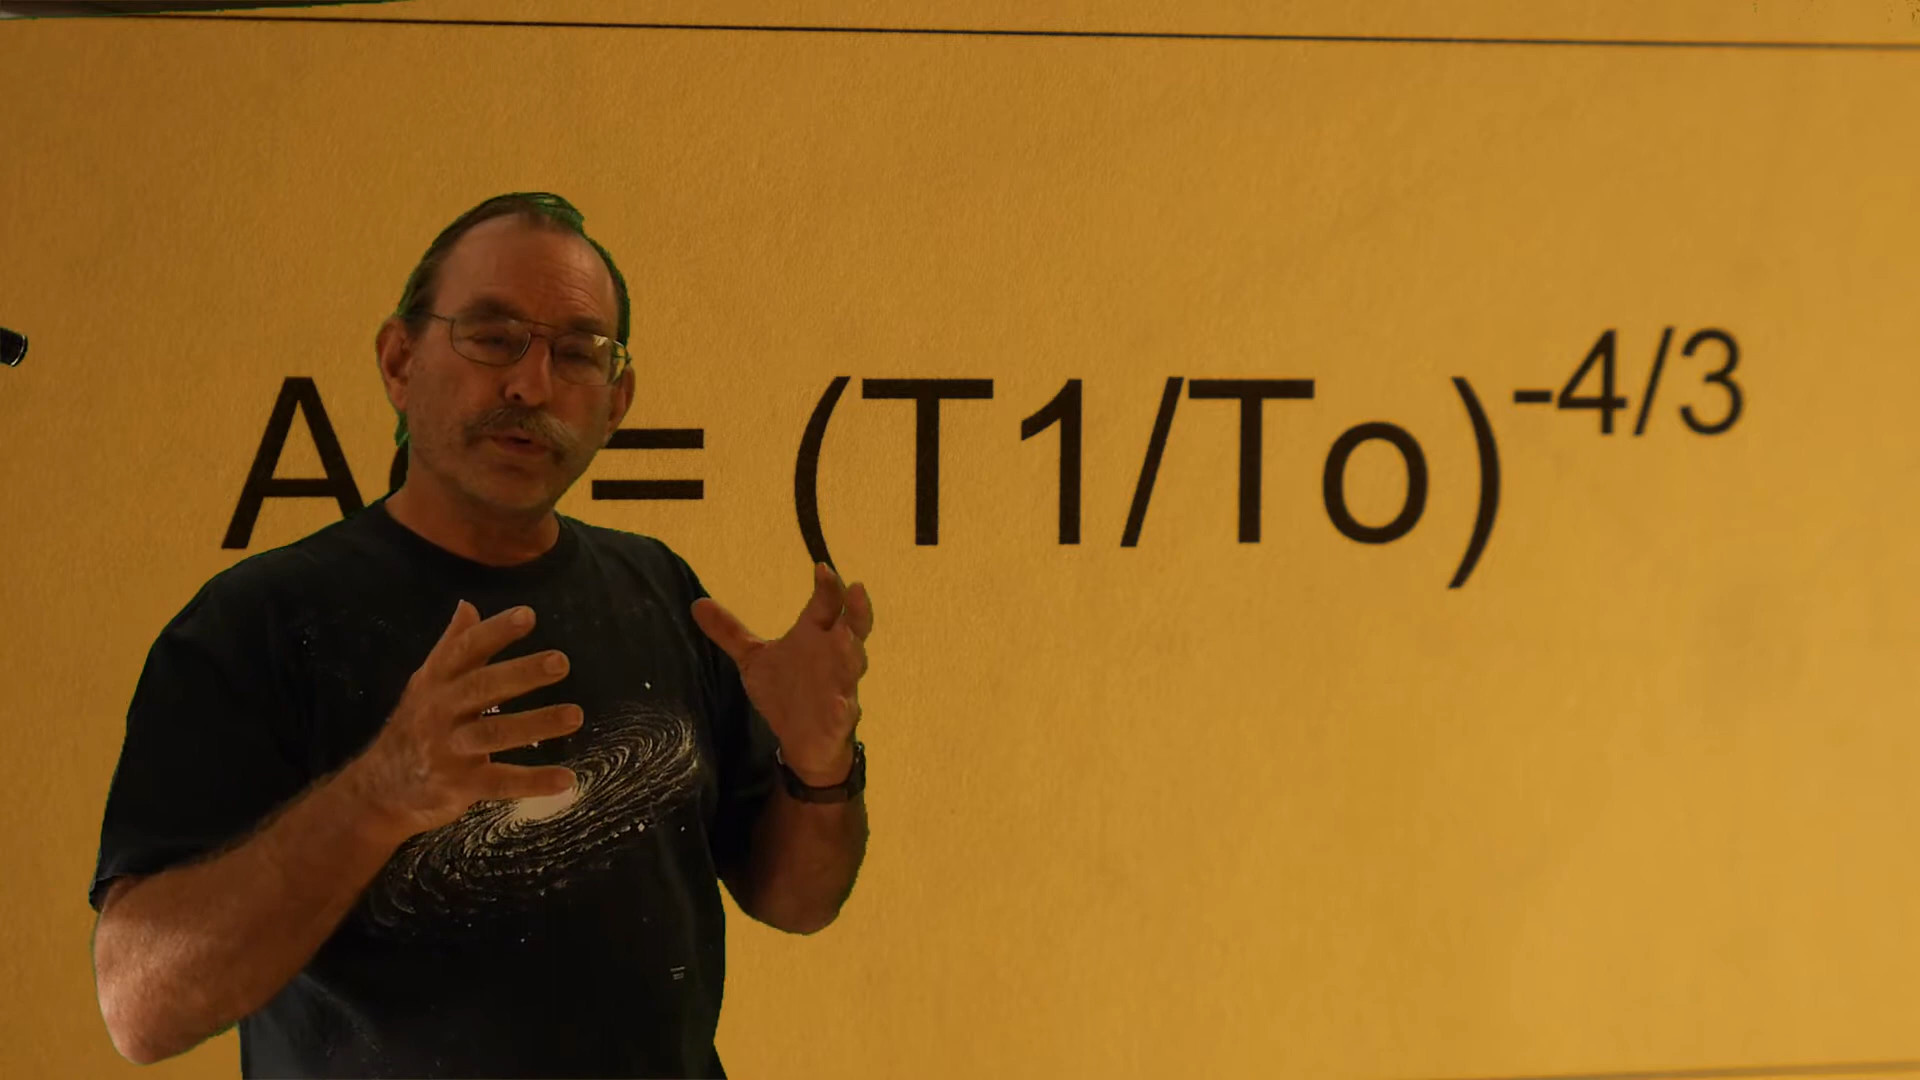 A = (T1/To)-4/3